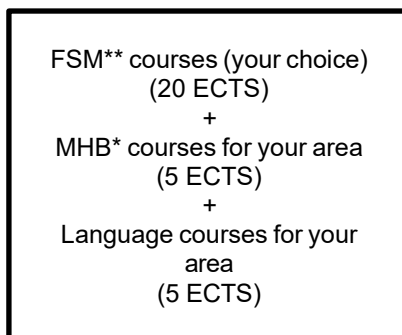 FSM** courses (your choice)
(20 ECTS)
+
MHB* courses for your area
(5 ECTS)
+
Language courses for your
area
(5 ECTS)